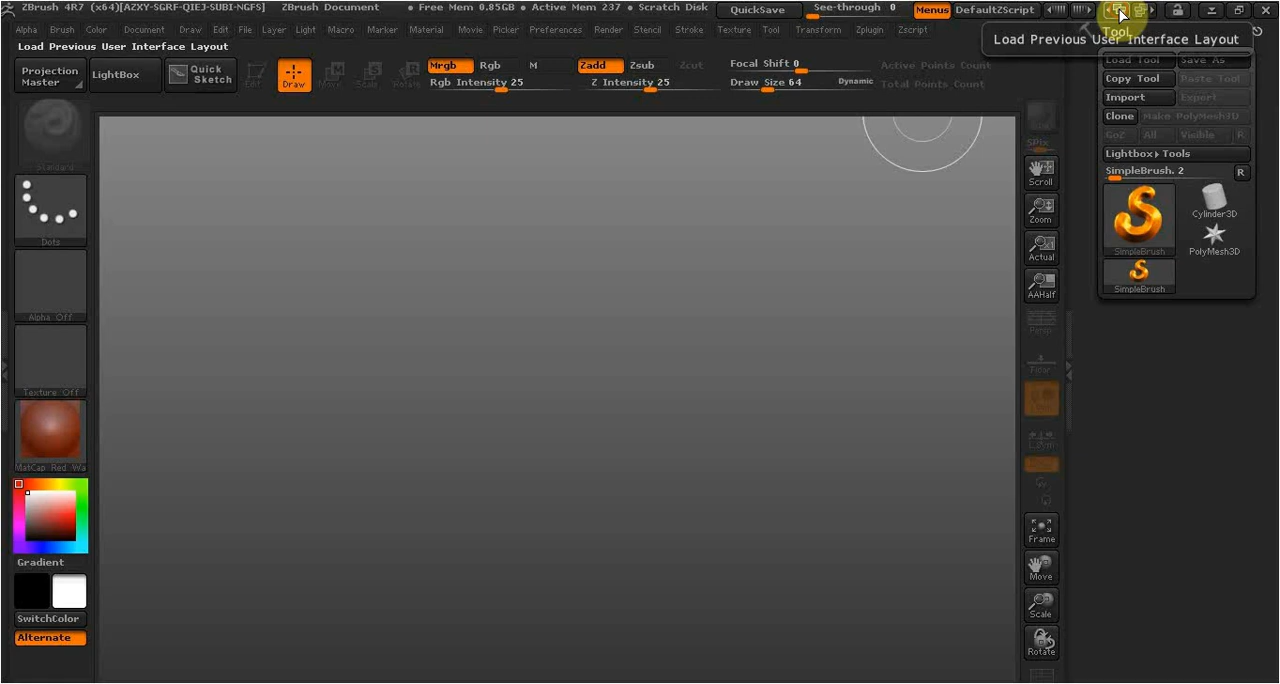 ZBrush 4R7 (x64)[AZXY-SGRF-QIEJ-SUBI-NGFS] ZBrush Document • Free Mem 0.85GB • Active Mem 237 • Scratch Disk QuickSave See-through 0 Menus DefaultZScript
Alpha Brush Color Document Draw Edit File Layer Light Macro Marker Material Movie Picker Preferences Render Stencil Stroke Texture Tool Transform Zplugin Zscript
Tool
Load Previous User Interface Layout
Load Previous User Interface Layout
Projection Master
LightBox
Quick Sketch
Edit
Draw
Move
Scale
Rotate
Mrgb Rgb M
Rgb Intensity 25
Zadd Zsub Zcut
Z Intensity 25
Focal Shift 0
Draw Size 64 Dynamic
Active Points Count
Total Points Count
Load Tool Save As
Copy Tool Paste Tool
Import Export
Clone Make PolyMesh3D
GoZ All Visible R
Lightbox▸Tools
SimpleBrush. 2 R
SimpleBrush
Cylinder3D
PolyMesh3D
SimpleBrush
Standard
Dots
Alpha Off
Texture Off
MatCap Red Wa
Gradient
SwitchColor
Alternate
SPix
Scroll
Zoom
Actual
AAHalf
Persp
Floor
Frame
Move
Scale
Rotate